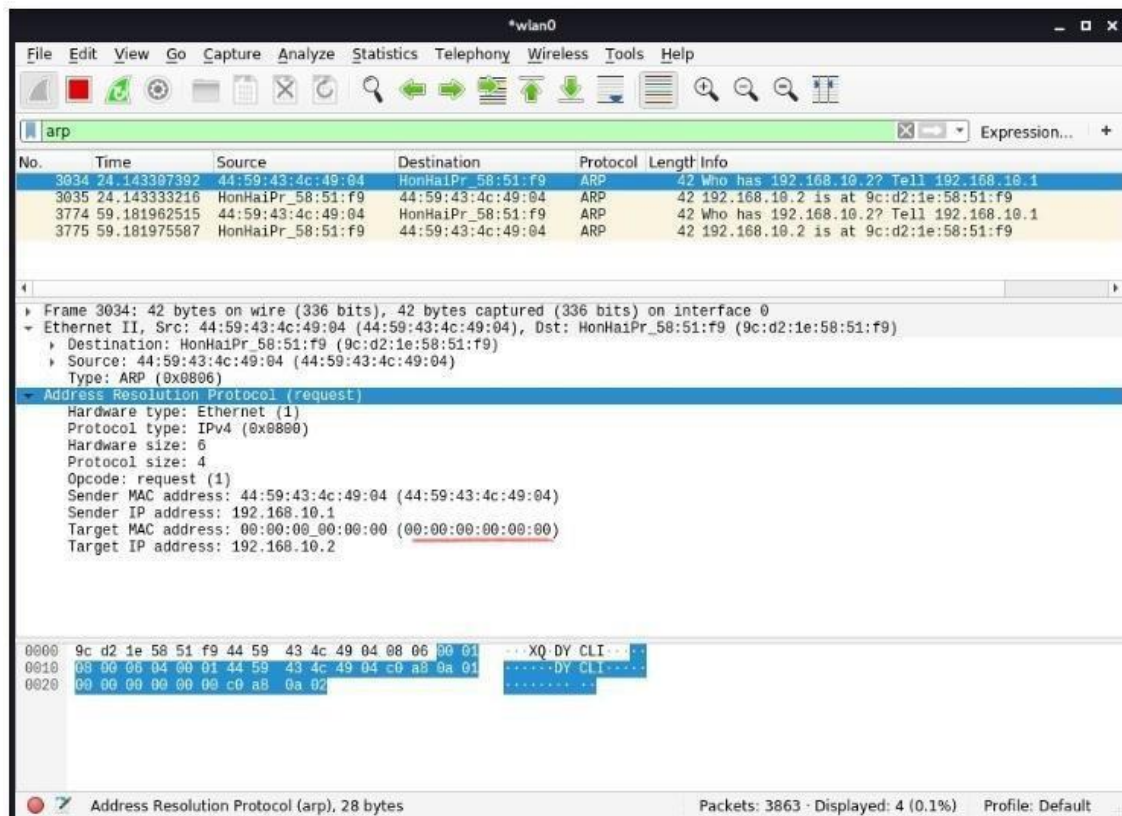 *wlan0
File Edit View Go Capture Analyze Statistics Telephony Wireless Tools Help
arp Expression... +
No. Time Source Destination Protocol Length Info
3034 24.143307392 44:59:43:4c:49:04 HonHaiPr_58:51:f9 ARP 42 Who has 192.168.10.2? Tell 192.168.10.1
3035 24.143333216 HonHaiPr_58:51:f9 44:59:43:4c:49:04 ARP 42 192.168.10.2 is at 9c:d2:1e:58:51:f9
3774 59.181962515 44:59:43:4c:49:04 HonHaiPr_58:51:f9 ARP 42 Who has 192.168.10.2? Tell 192.168.10.1
3775 59.181975587 HonHaiPr_58:51:f9 44:59:43:4c:49:04 ARP 42 192.168.10.2 is at 9c:d2:1e:58:51:f9
Frame 3034: 42 bytes on wire (336 bits), 42 bytes captured (336 bits) on interface 0
Ethernet II, Src: 44:59:43:4c:49:04 (44:59:43:4c:49:04), Dst: HonHaiPr_58:51:f9 (9c:d2:1e:58:51:f9)
Destination: HonHaiPr_58:51:f9 (9c:d2:1e:58:51:f9)
Source: 44:59:43:4c:49:04 (44:59:43:4c:49:04)
Type: ARP (0x0806)
Address Resolution Protocol (request)
Hardware type: Ethernet (1)
Protocol type: IPv4 (0x0800)
Hardware size: 6
Protocol size: 4
Opcode: request (1)
Sender MAC address: 44:59:43:4c:49:04 (44:59:43:4c:49:04)
Sender IP address: 192.168.10.1
Target MAC address: 00:00:00_00:00:00 (00:00:00:00:00:00)
Target IP address: 192.168.10.2
0000 9c d2 1e 58 51 f9 44 59 43 4c 49 04 08 06 00 01 ···XQ·DY CLI·····
0010 08 00 06 04 00 01 44 59 43 4c 49 04 c0 a8 0a 01 ······DY CLI·····
0020 00 00 00 00 00 00 c0 a8 0a 02 ········ ··
Address Resolution Protocol (arp), 28 bytes Packets: 3863 · Displayed: 4 (0.1%) Profile: Default